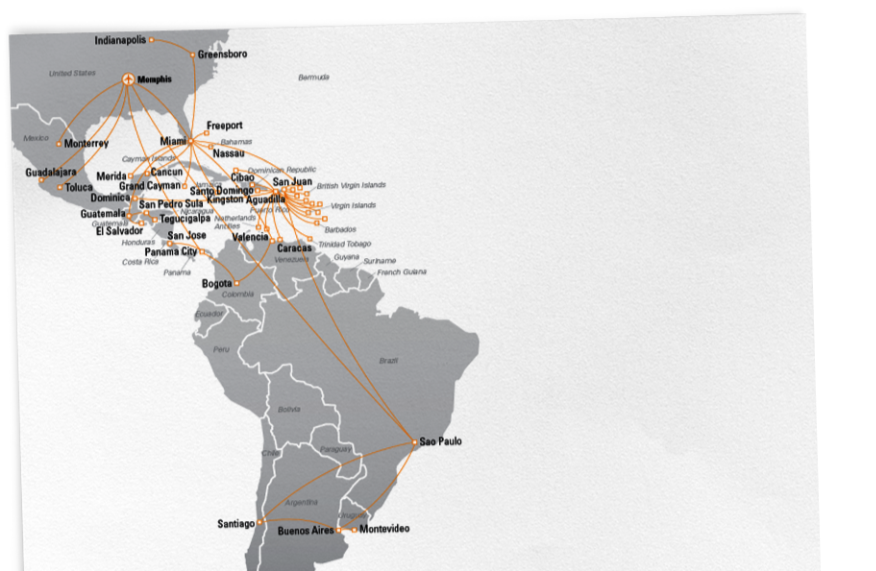 Indianapolis
Greensboro
United States
Memphis
Bermuda
Freeport
Mexico
Monterrey
Miami
Bahamas
Nassau
Cayman Islands
Guadalajara
Merida
Cancun
Cibao
Dominican Republic
Toluca
Grand Cayman
Jamaica
Santo Domingo
San Juan
British Virgin Islands
Dominica
San Pedro Sula
Kingston
Aguadilla
Virgin Islands
Guatemala
Nicaragua
Puerto Rico
Guatemala
Tegucigalpa
Netherlands
Antilles
El Salvador
San Jose
Valencia
Barbados
Honduras
Caracas
Trinidad Tobago
Panama City
Venezuela
Guyana
Suriname
Costa Rica
Panama
French Guiana
Bogota
Colombia
Ecuador
Peru
Brazil
Bolivia
Sao Paulo
Chile
Paraguay
Argentina
Uruguay
Santiago
Buenos Aires
Montevideo